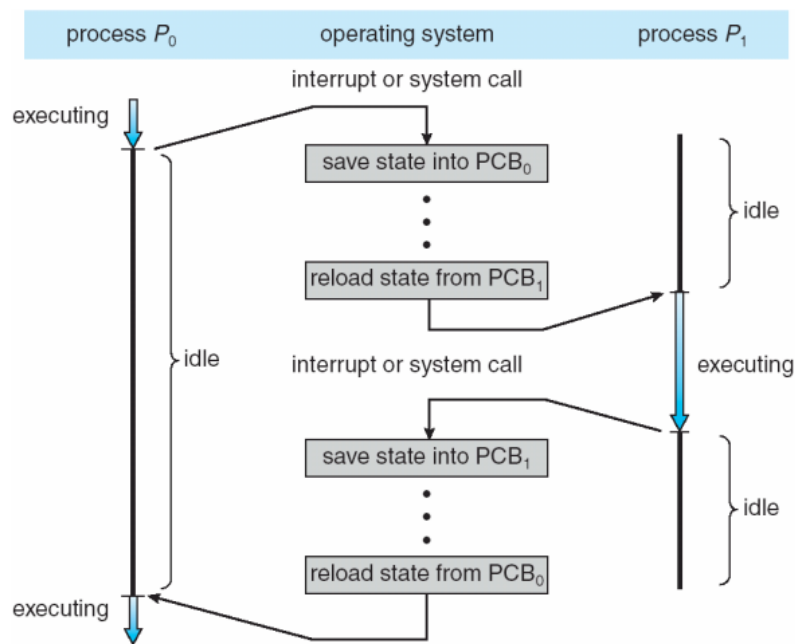 process P₀ operating system process P₁
interrupt or system call
executing
save state into PCB₀
idle
reload state from PCB₁
idle
interrupt or system call
executing
save state into PCB₁
idle
reload state from PCB₀
executing